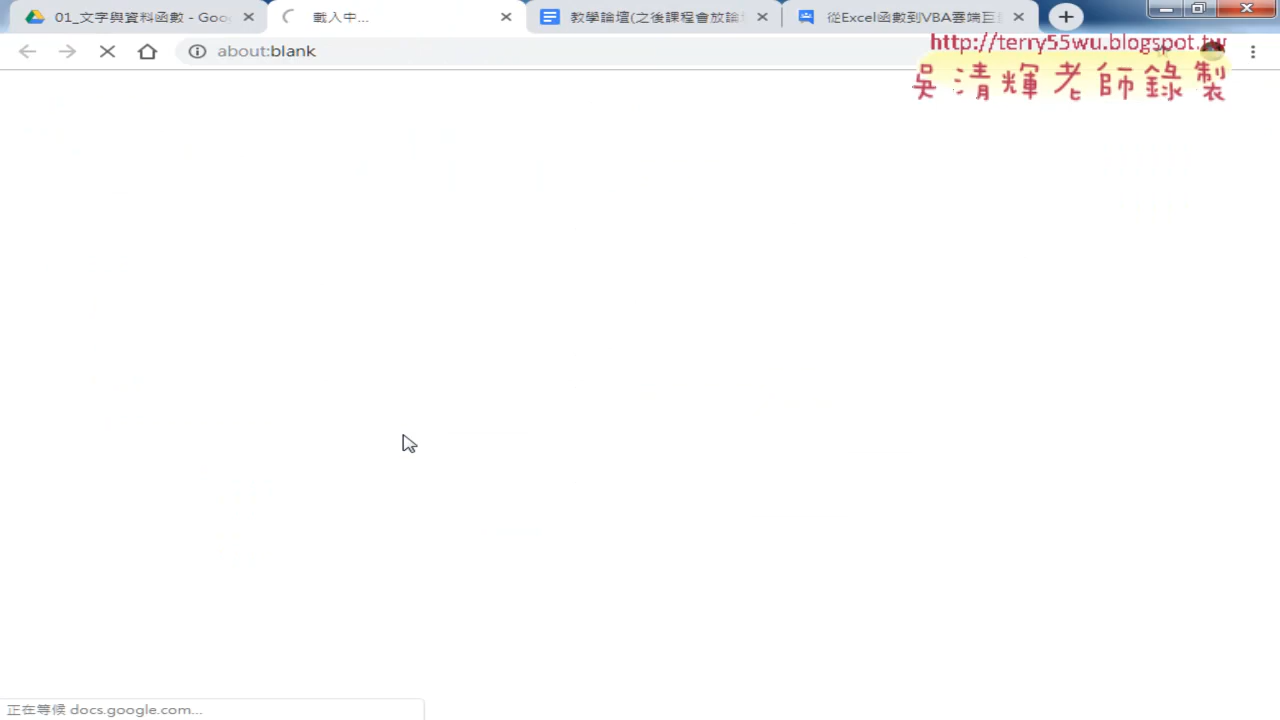 01_文字與資料函數 - Goo
載入中...
教學論壇(之後課程會放論
從Excel函數到VBA雲端巨
about:blank
http://terry55wu.blogspot.tw
吳清輝老師錄製
正在等候 docs.google.com...